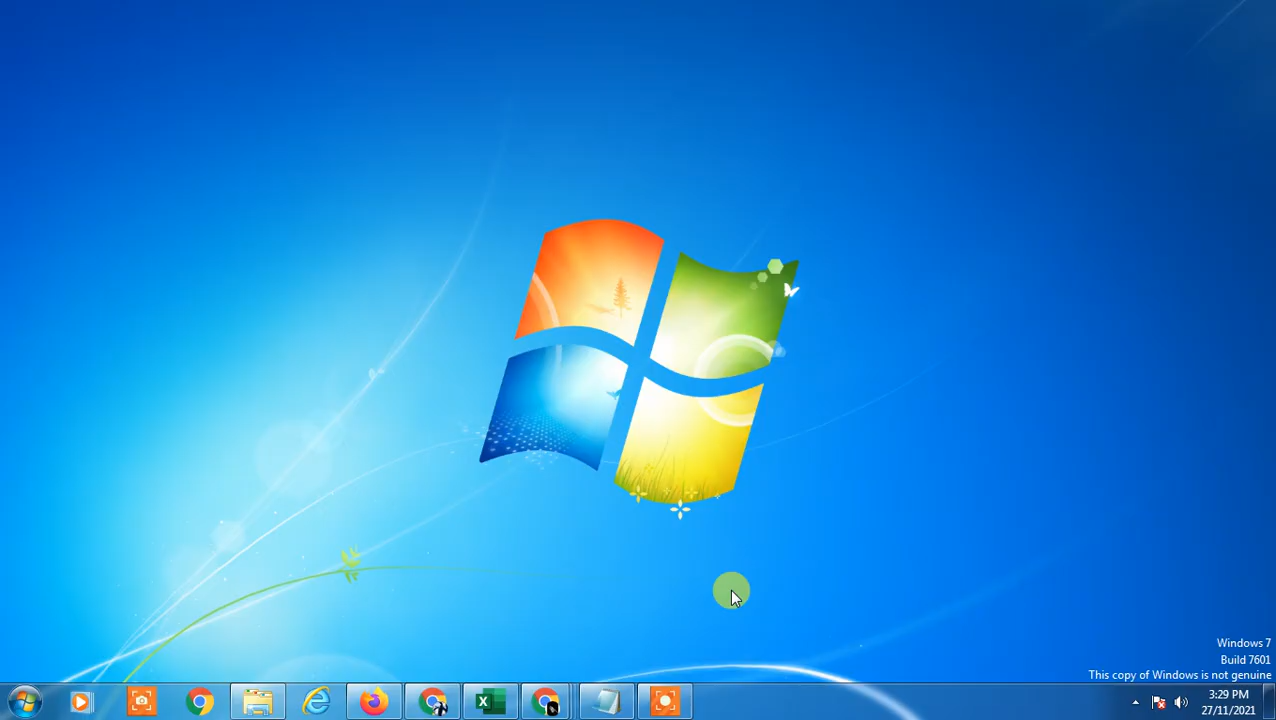 Windows 7
Build 7601
This copy of Windows is not genuine
3:29 PM
27/11/2021